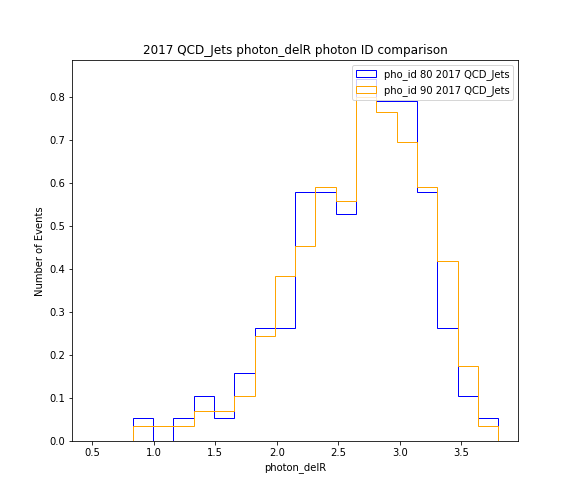 2017 QCD_Jets photon_delR photon ID comparison
pho_id 80 2017 QCD_Jets
pho_id 90 2017 QCD_Jets
0.8
0.7
0.6
0.5
0.4
0.3
0.2
0.1
0.0
Number of Events
0.5 1.0 1.5 2.0 2.5 3.0 3.5
photon_delR